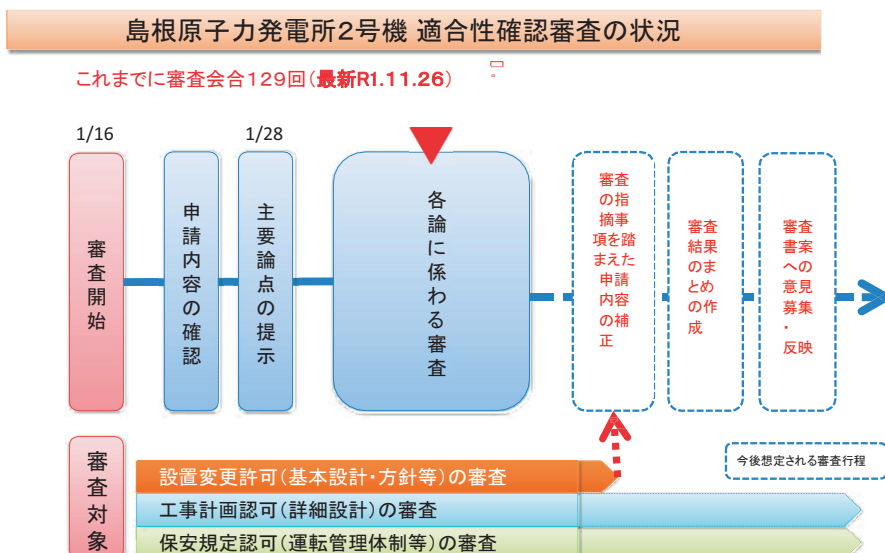 島根原子力発電所２号機 適合性確認審査の状況
これまでに審査会合１２９回（最新R1.11.26）
1/16
1/28
審査開始
申請内容の確認
主要論点の提示
各論に係わる審査
審査
の指
摘事
項を踏
まえた
申請
内容
の補
正
審査
結果
のま
とめ
の作
成
審査
書案
への
意見
募集
・
反映
今後想定される審査行程
審査対象
設置変更許可（基本設計・方針等）の審査
工事計画認可（詳細設計）の審査
保安規定認可（運転管理体制等）の審査